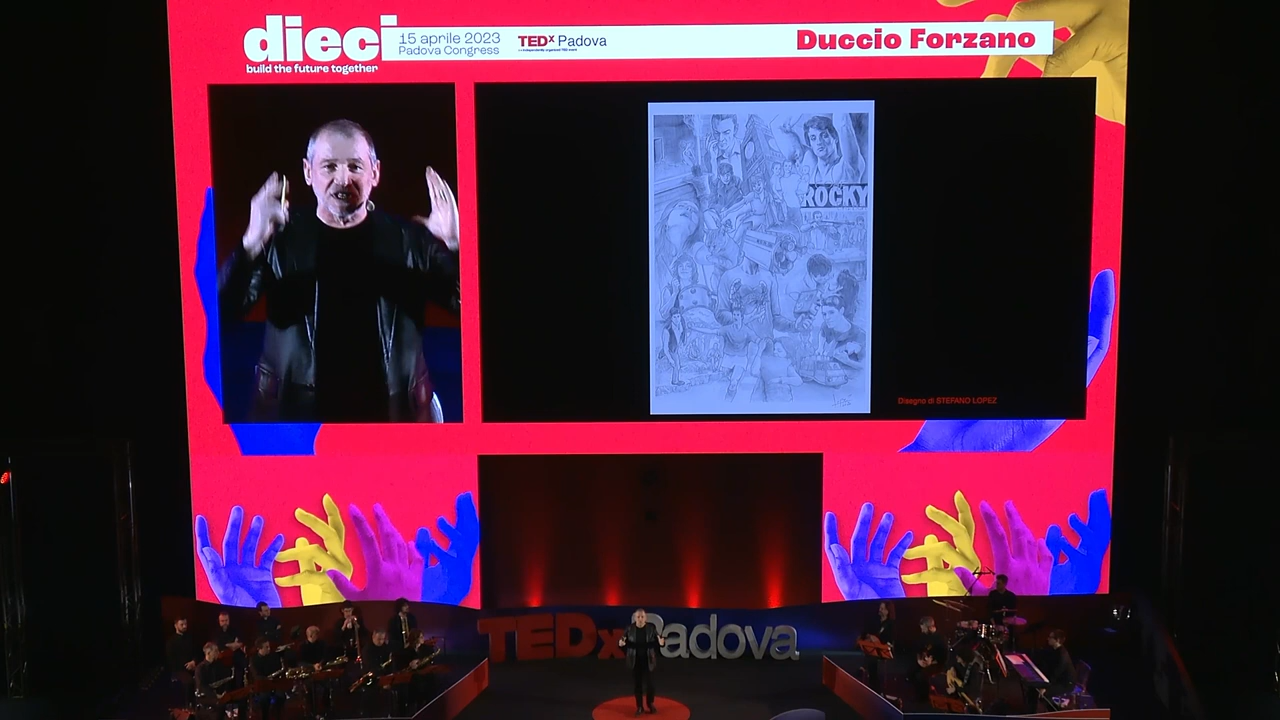 dieci
build the future together
15 aprile 2023
Padova Congress
TEDx Padova
Duccio Forzano
ROCKY
Disegno di STEFANO LOPEZ
TEDxPadova